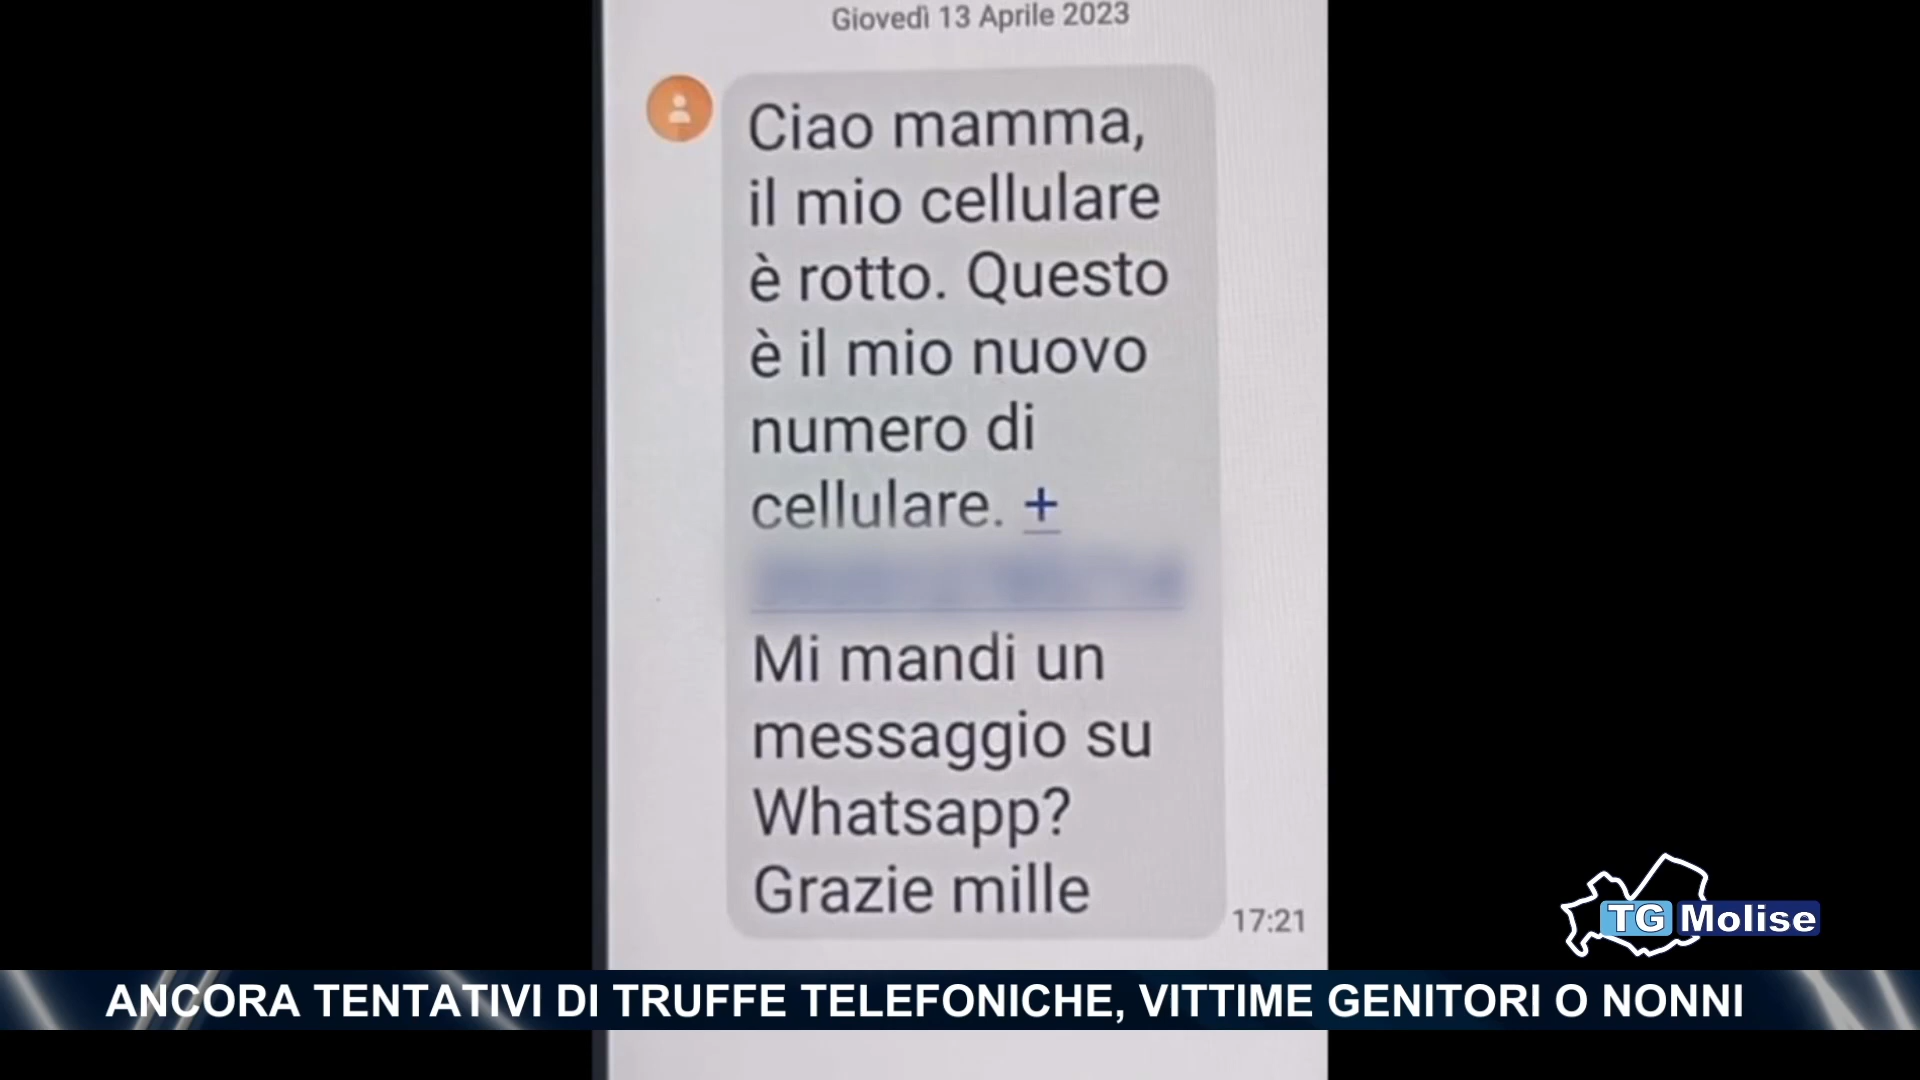 Giovedì 13 Aprile 2023
Ciao mamma,
il mio cellulare
è rotto. Questo
è il mio nuovo
numero di
cellulare. +
Mi mandi un
messaggio su
Whatsapp?
Grazie mille
17:21
TG Molise
ANCORA TENTATIVI DI TRUFFE TELEFONICHE, VITTIME GENITORI O NONNI